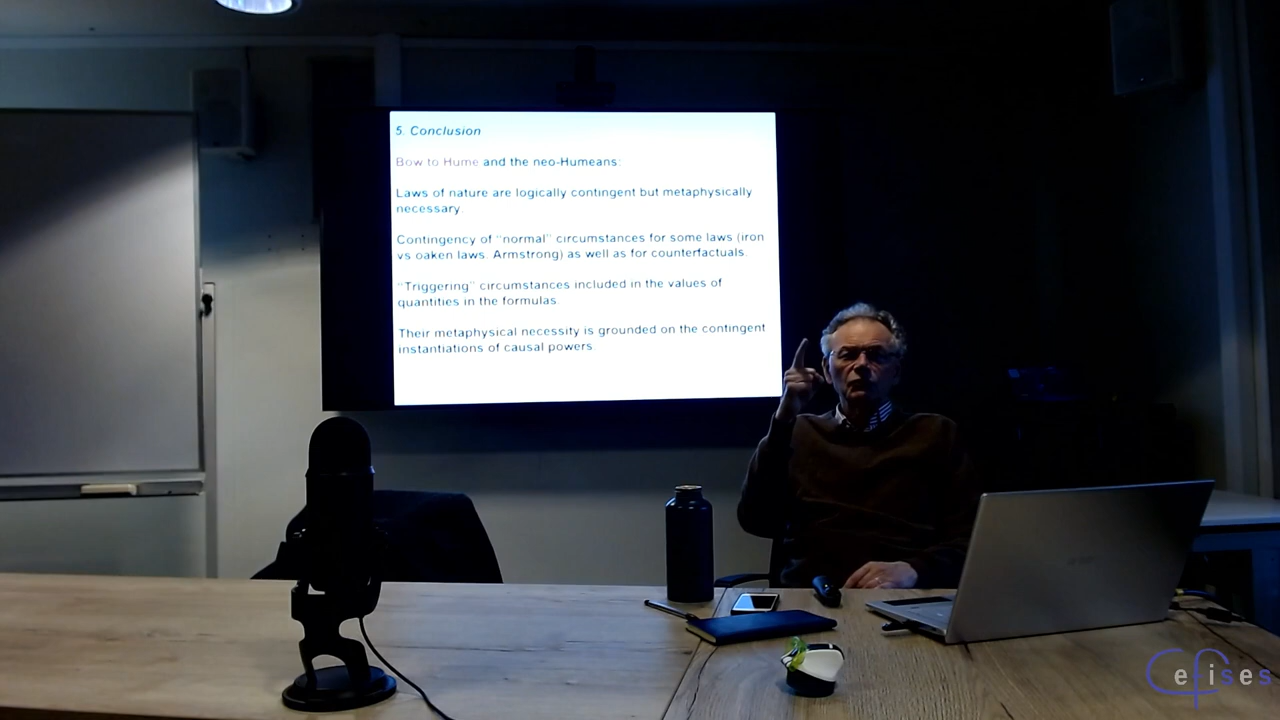 5. Conclusion
Bow to Hume and the neo-Humeans:
Laws of nature are logically contingent but metaphysically
necessary.
Contingency of "normal" circumstances for some laws (iron
vs oaken laws. Armstrong) as well as for counterfactuals.
"Triggering" circumstances included in the values of
quantities in the formulas.
Their metaphysical necessity is grounded on the contingent
instantiations of causal powers.
Cefises